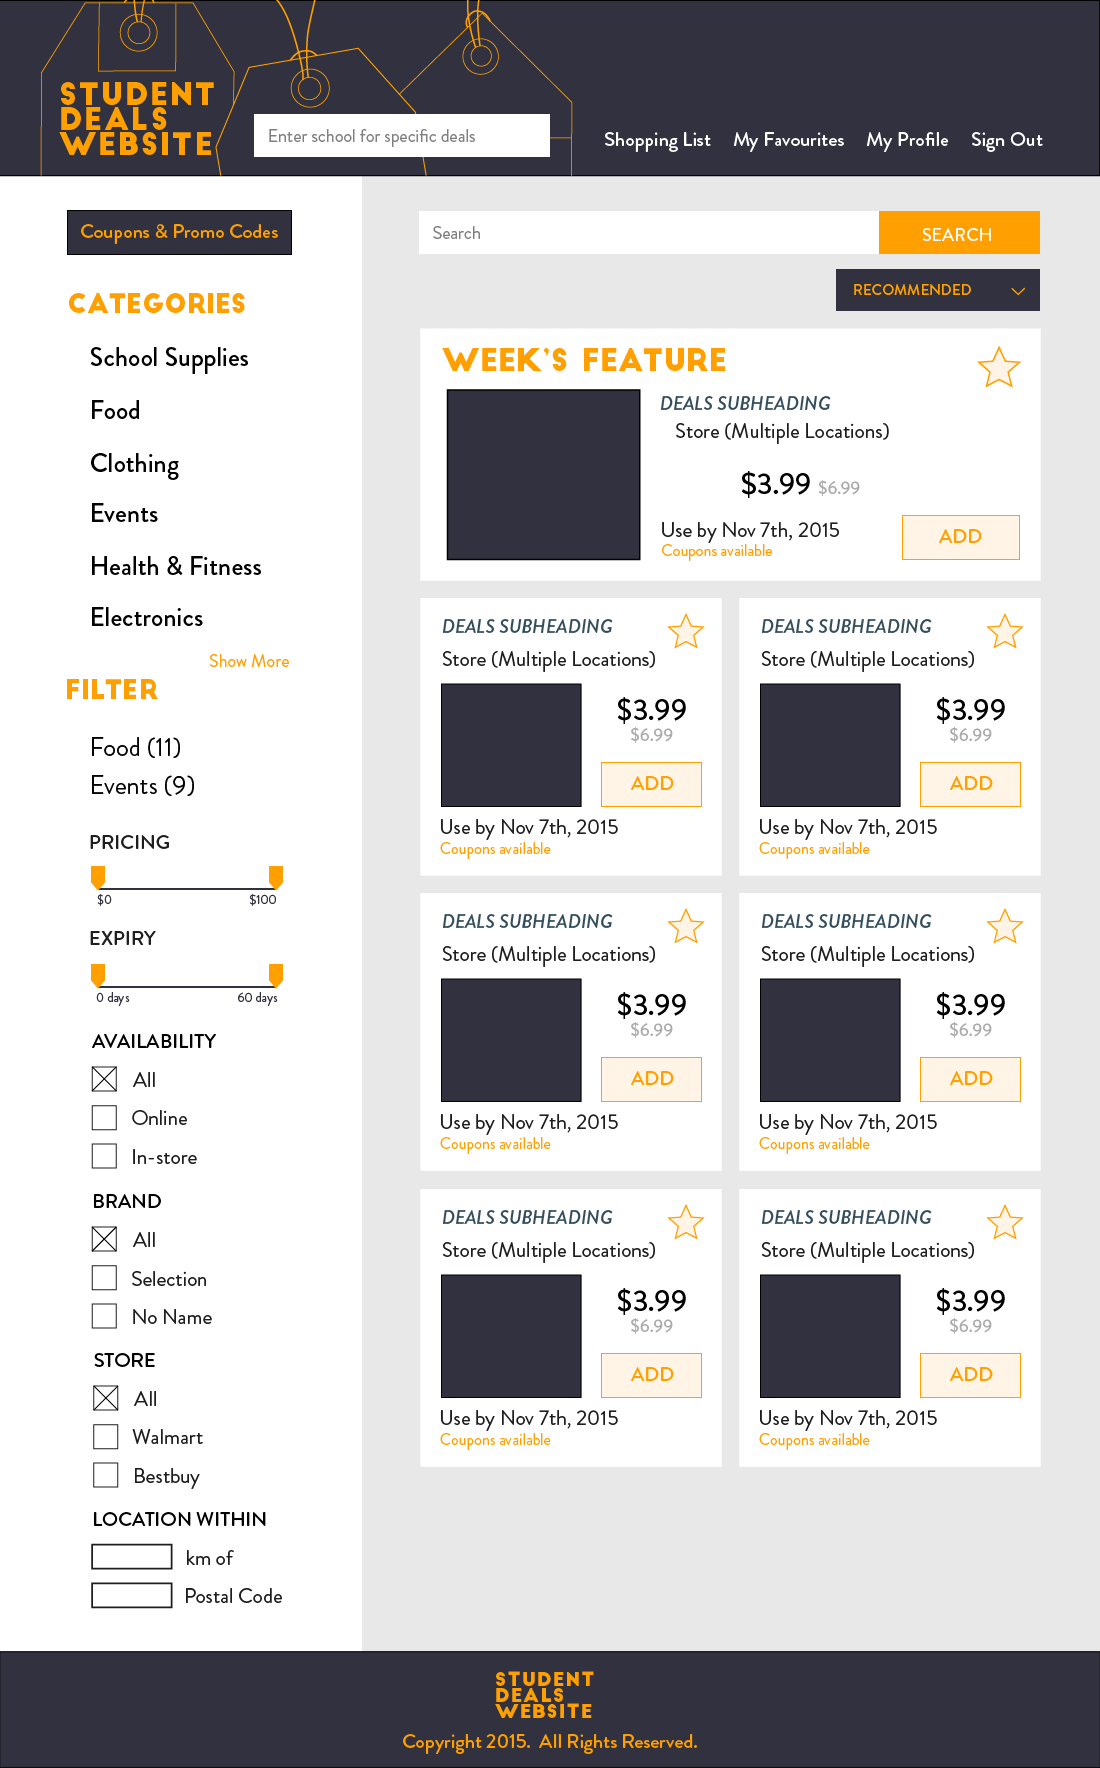 STUDENT
DEALS
WEBSITE
Enter school for specific deals
Shopping List My Favourites My Profile Sign Out
Coupons & Promo Codes
CATEGORIES
School Supplies
Food
Clothing
Events
Health & Fitness
Electronics
Show More
FILTER
Food (11)
Events (9)
PRICING
$0 $100
EXPIRY
0 days 60 days
AVAILABILITY
All
Online
In-store
BRAND
All
Selection
No Name
STORE
All
Walmart
Bestbuy
LOCATION WITHIN
km of
Postal Code
Search
SEARCH
RECOMMENDED
WEEK'S FEATURE
DEALS SUBHEADING
Store (Multiple Locations)
$3.99 $6.99
Use by Nov 7th, 2015
Coupons available
ADD
DEALS SUBHEADING
Store (Multiple Locations)
$3.99
$6.99
ADD
Use by Nov 7th, 2015
Coupons available
DEALS SUBHEADING
Store (Multiple Locations)
$3.99
$6.99
ADD
Use by Nov 7th, 2015
Coupons available
DEALS SUBHEADING
Store (Multiple Locations)
$3.99
$6.99
ADD
Use by Nov 7th, 2015
Coupons available
DEALS SUBHEADING
Store (Multiple Locations)
$3.99
$6.99
ADD
Use by Nov 7th, 2015
Coupons available
DEALS SUBHEADING
Store (Multiple Locations)
$3.99
$6.99
ADD
Use by Nov 7th, 2015
Coupons available
DEALS SUBHEADING
Store (Multiple Locations)
$3.99
$6.99
ADD
Use by Nov 7th, 2015
Coupons available
STUDENT
DEALS
WEBSITE
Copyright 2015. All Rights Reserved.